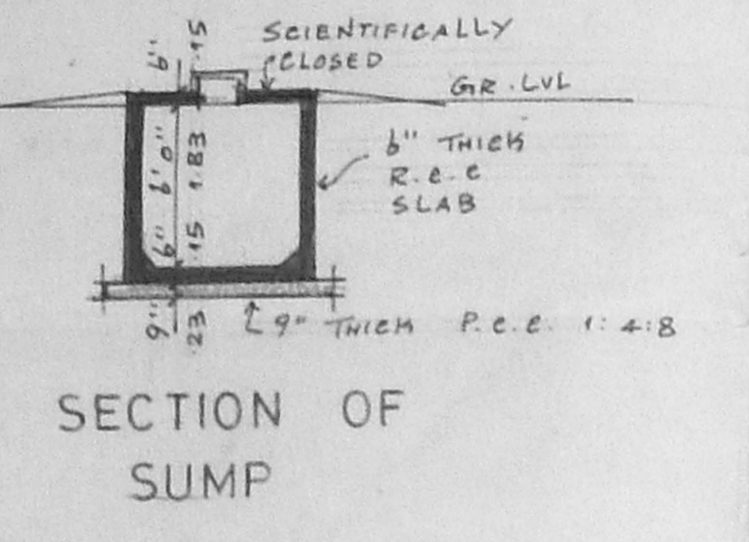 SCIENTIFICALLY
CLOSED
GR. LVL
6" THICK
R.C.C
SLAB
6" .15
6'.0" 1.83
6" .15
9" .23
9" THICK P.C.C. 1:4:8
SECTION OF
SUMP